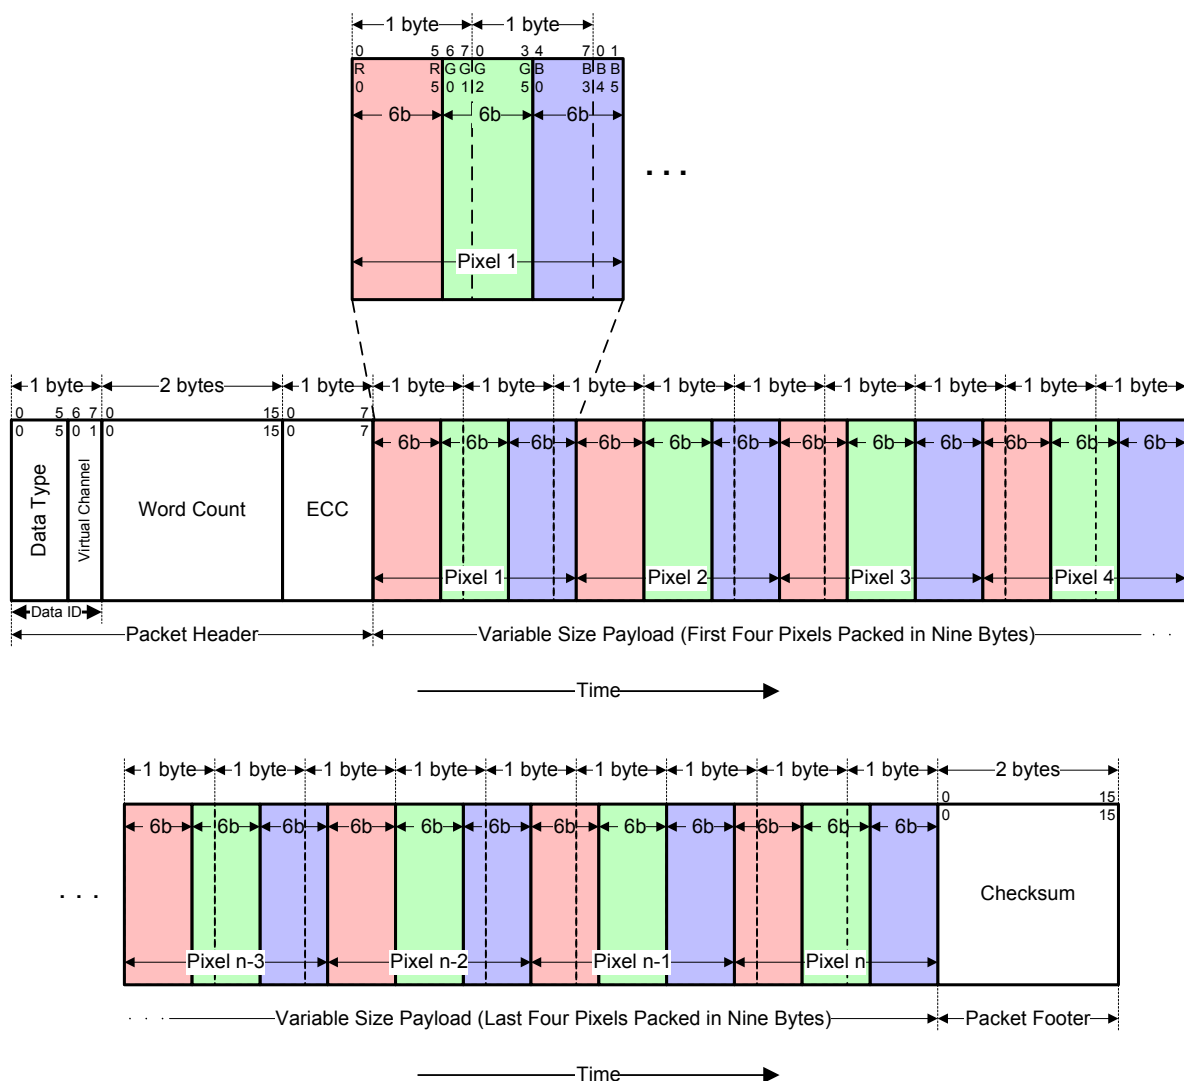 1 byte 1 byte
0 5 6 7 0 3 4 7 0 1
R R G G G G B B B B
0 5 0 1 2 5 0 3 4 5
6b 6b 6b
. . .
Pixel 1
1 byte 2 bytes 1 byte 1 byte 1 byte 1 byte 1 byte 1 byte 1 byte 1 byte 1 byte 1 byte
0 5 6 7 0 15 0 7
0 5 0 1 0 15 0 7
6b 6b 6b 6b 6b 6b 6b 6b 6b 6b 6b 6b
Data Type
Virtual Channel
Word Count
ECC
Pixel 1 Pixel 2 Pixel 3 Pixel 4
Data ID
Packet Header Variable Size Payload (First Four Pixels Packed in Nine Bytes) . .
Time
1 byte 1 byte 1 byte 1 byte 1 byte 1 byte 1 byte 1 byte 1 byte 2 bytes
0 15
0 15
6b 6b 6b 6b 6b 6b 6b 6b 6b 6b 6b 6b
. . .
Checksum
Pixel n-3 Pixel n-2 Pixel n-1 Pixel n
. . . Variable Size Payload (Last Four Pixels Packed in Nine Bytes) Packet Footer
Time